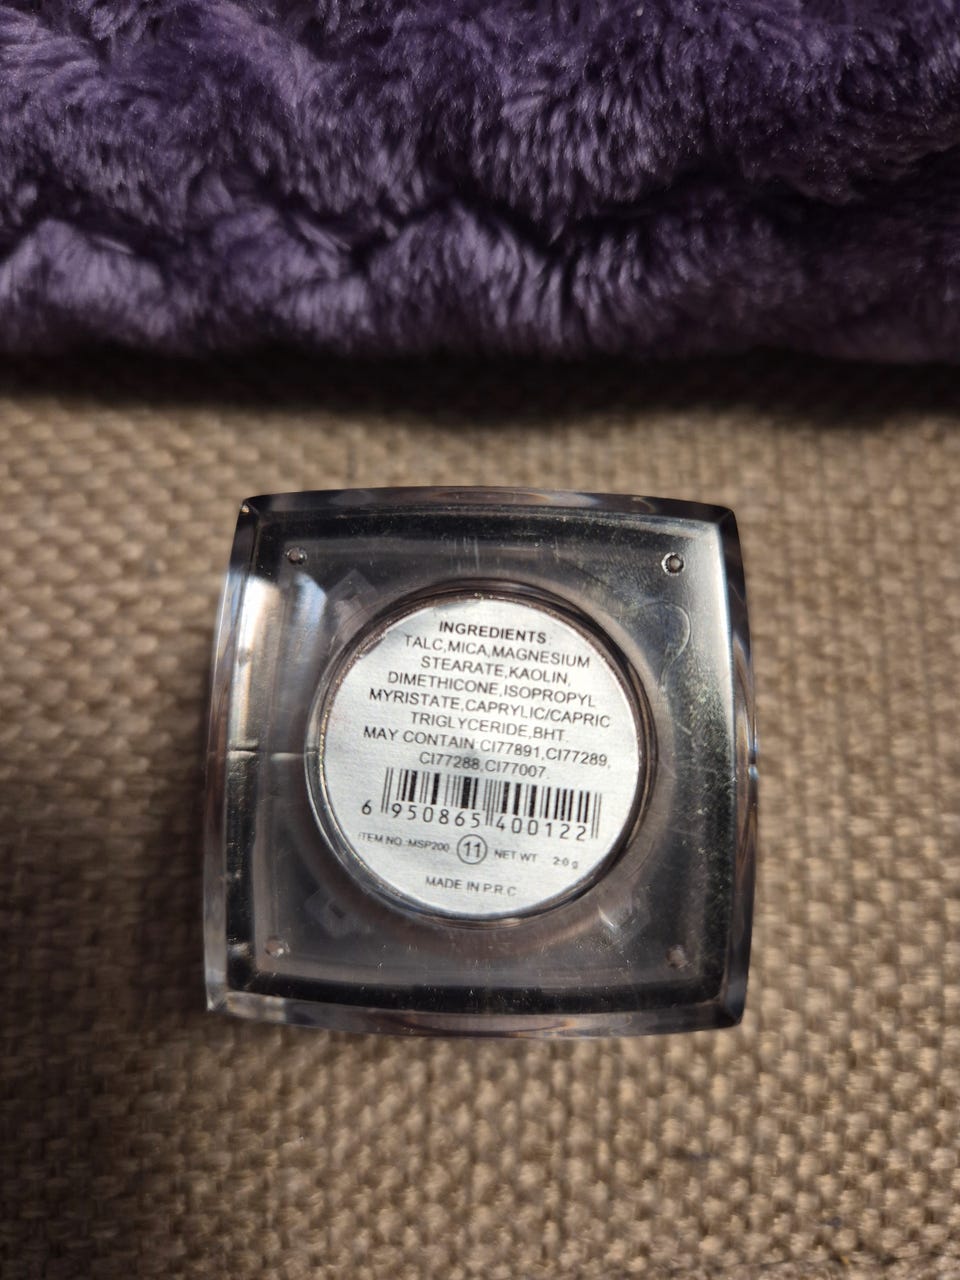 INGREDIENTS:
TALC,MICA,MAGNESIUM
STEARATE,KAOLIN,
DIMETHICONE,ISOPROPYL
MYRISTATE,CAPRYLIC/CAPRIC
TRIGLYCERIDE,BHT.
MAY CONTAIN:CI77891,CI77289,
CI77288,CI77007.
6 950865 400122
ITEM NO.:MSP200 11 NET WT. 2.0 g
MADE IN P.R.C